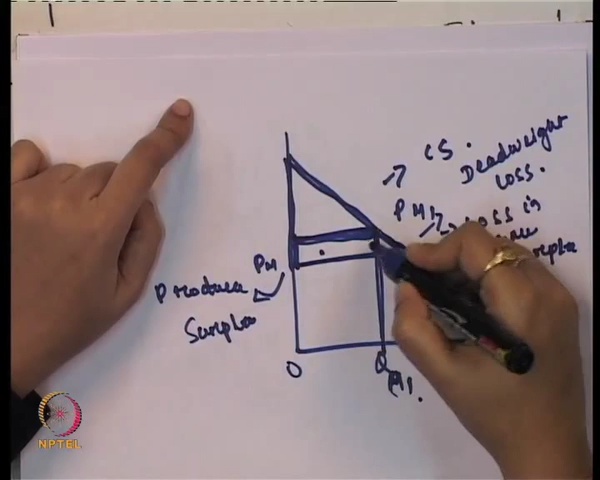 CS.
Deadweight
Loss.
PM1
Loss in
PM
Producer
Surplus
O
QM1.
NPTEL